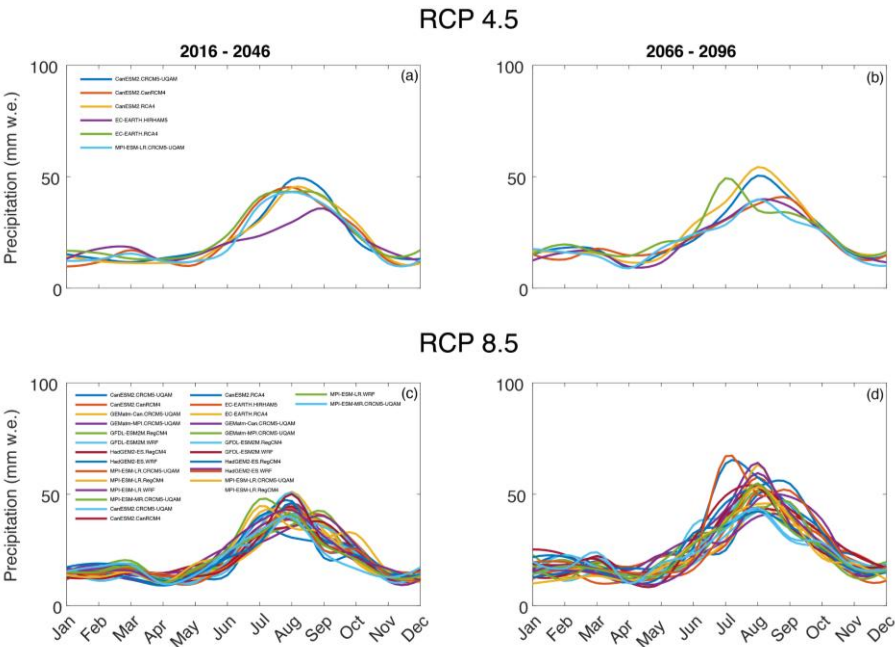 RCP 4.5
2016 - 2046
2066 - 2096
100
(a)
CanESM2.CRCM5-UQAM
CanESM2.CanRCM4
CanESM2.RCA4
EC-EARTH.HIRHAM5
EC-EARTH.RCA4
MPI-ESM-LR.CRCM5-UQAM
50
0
Precipitation (mm w.e.)
100
(b)
50
0
RCP 8.5
100
(c)
CanESM2.CRCM5-UQAM
CanESM2.CanRCM4
GEMatm-Can.CRCM5-UQAM
GEMatm-MPI.CRCM5-UQAM
GFDL-ESM2M.RegCM4
GFDL-ESM2M.WRF
HadGEM2-ES.RegCM4
HadGEM2-ES.WRF
MPI-ESM-LR.CRCM5-UQAM
MPI-ESM-LR.RegCM4
MPI-ESM-LR.WRF
MPI-ESM-MR.CRCM5-UQAM
CanESM2.CRCM5-UQAM
CanESM2.CanRCM4
CanESM2.RCA4
EC-EARTH.HIRHAM5
EC-EARTH.RCA4
GEMatm-Can.CRCM5-UQAM
GEMatm-MPI.CRCM5-UQAM
GFDL-ESM2M.RegCM4
GFDL-ESM2M.WRF
HadGEM2-ES.RegCM4
HadGEM2-ES.WRF
MPI-ESM-LR.CRCM5-UQAM
MPI-ESM-LR.RegCM4
MPI-ESM-LR.WRF
MPI-ESM-MR.CRCM5-UQAM
50
0
Precipitation (mm w.e.)
Jan Feb Mar Apr May Jun Jul Aug Sep Oct Nov Dec
100
(d)
50
0
Jan Feb Mar Apr May Jun Jul Aug Sep Oct Nov Dec